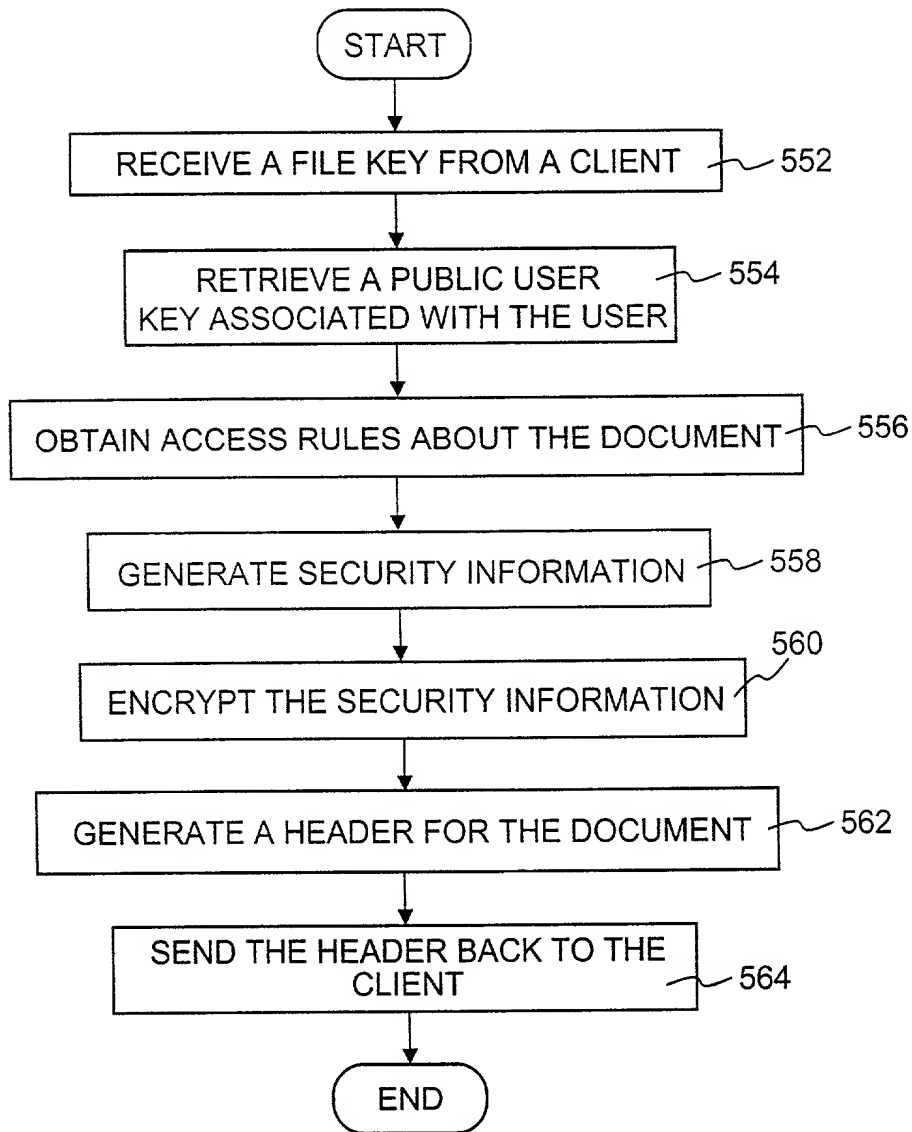 START
RECEIVE A FILE KEY FROM A CLIENT
552
RETRIEVE A PUBLIC USER
KEY ASSOCIATED WITH THE USER
554
OBTAIN ACCESS RULES ABOUT THE DOCUMENT
556
GENERATE SECURITY INFORMATION
558
560
ENCRYPT THE SECURITY INFORMATION
GENERATE A HEADER FOR THE DOCUMENT
562
SEND THE HEADER BACK TO THE
CLIENT
564
END